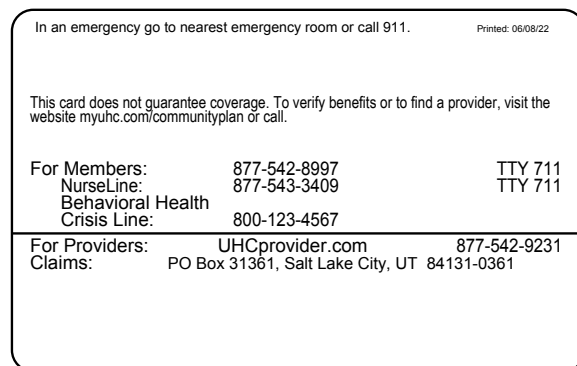 In an emergency go to nearest emergency room or call 911. Printed: 06/08/22
This card does not guarantee coverage. To verify benefits or to find a provider, visit the
website myuhc.com/communityplan or call.
For Members: 877-542-8997 TTY 711
NurseLine: 877-543-3409 TTY 711
Behavioral Health
Crisis Line: 800-123-4567
For Providers: UHCprovider.com 877-542-9231
Claims: PO Box 31361, Salt Lake City, UT 84131-0361